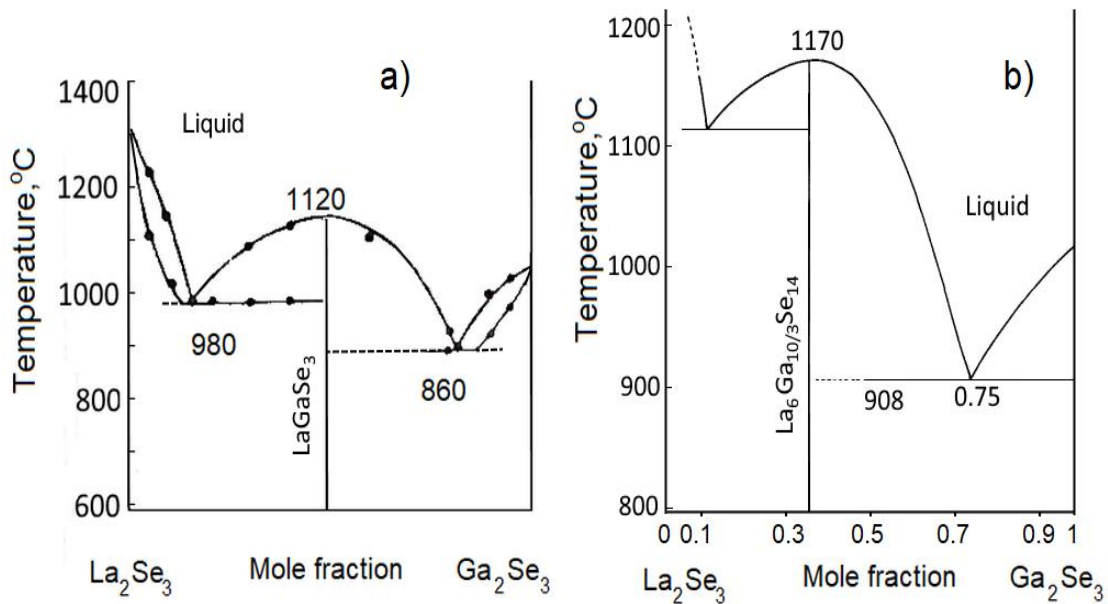 a)
Temperature,°C
1400
1200
1000
800
600
Liquid
1120
980
860
LaGaSe₃
La₂Se₃
Mole fraction
Ga₂Se₃
b)
Temperature,°C
1200
1100
1000
900
800
1170
Liquid
908
0.75
La₆ Ga₁₀/₃Se₁₄
0 0.1 0.3 0.5 0.7 0.9 1
La₂Se₃
Mole fraction
Ga₂Se₃